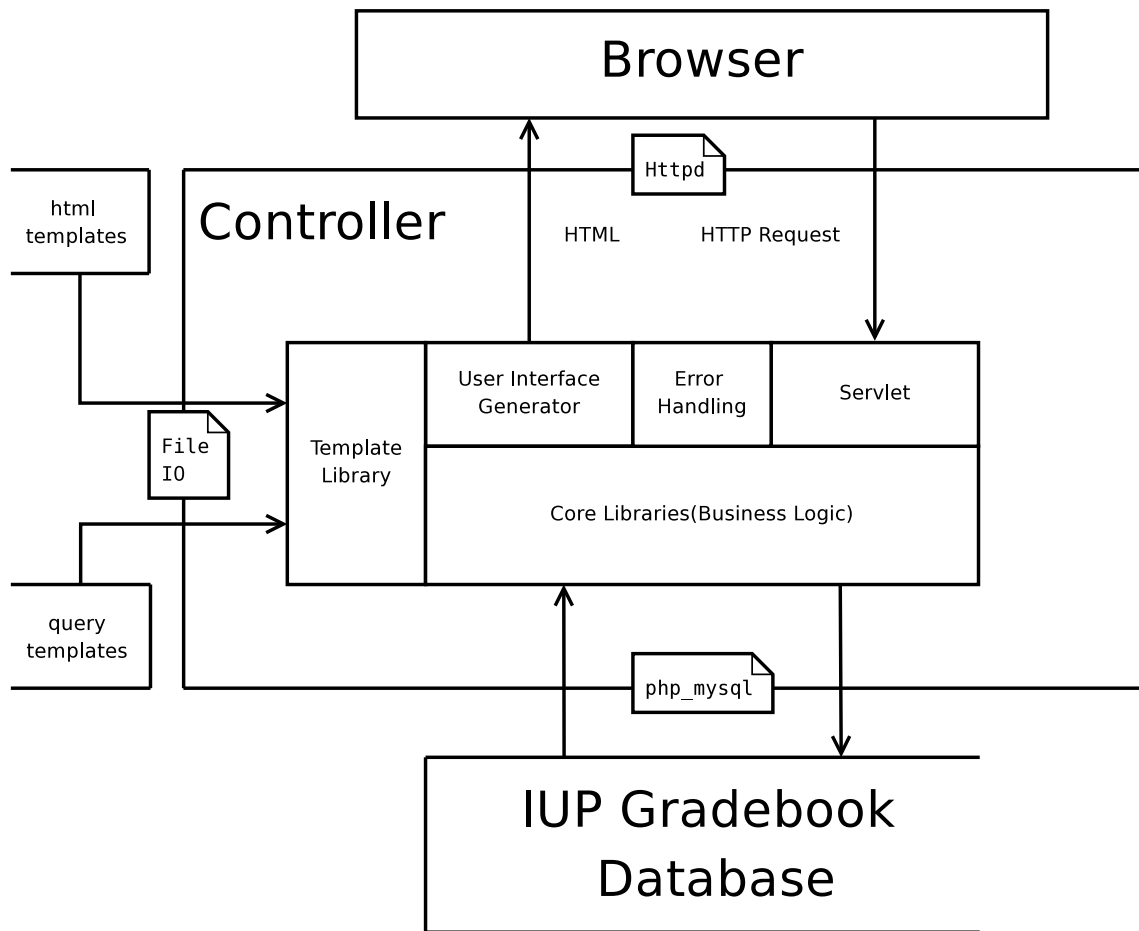 Browser
Httpd
html
templates
Controller
HTML
HTTP Request
User Interface
Generator
Error
Handling
Servlet
Template
Library
File
IO
Core Libraries(Business Logic)
query
templates
php_mysql
IUP Gradebook
Database